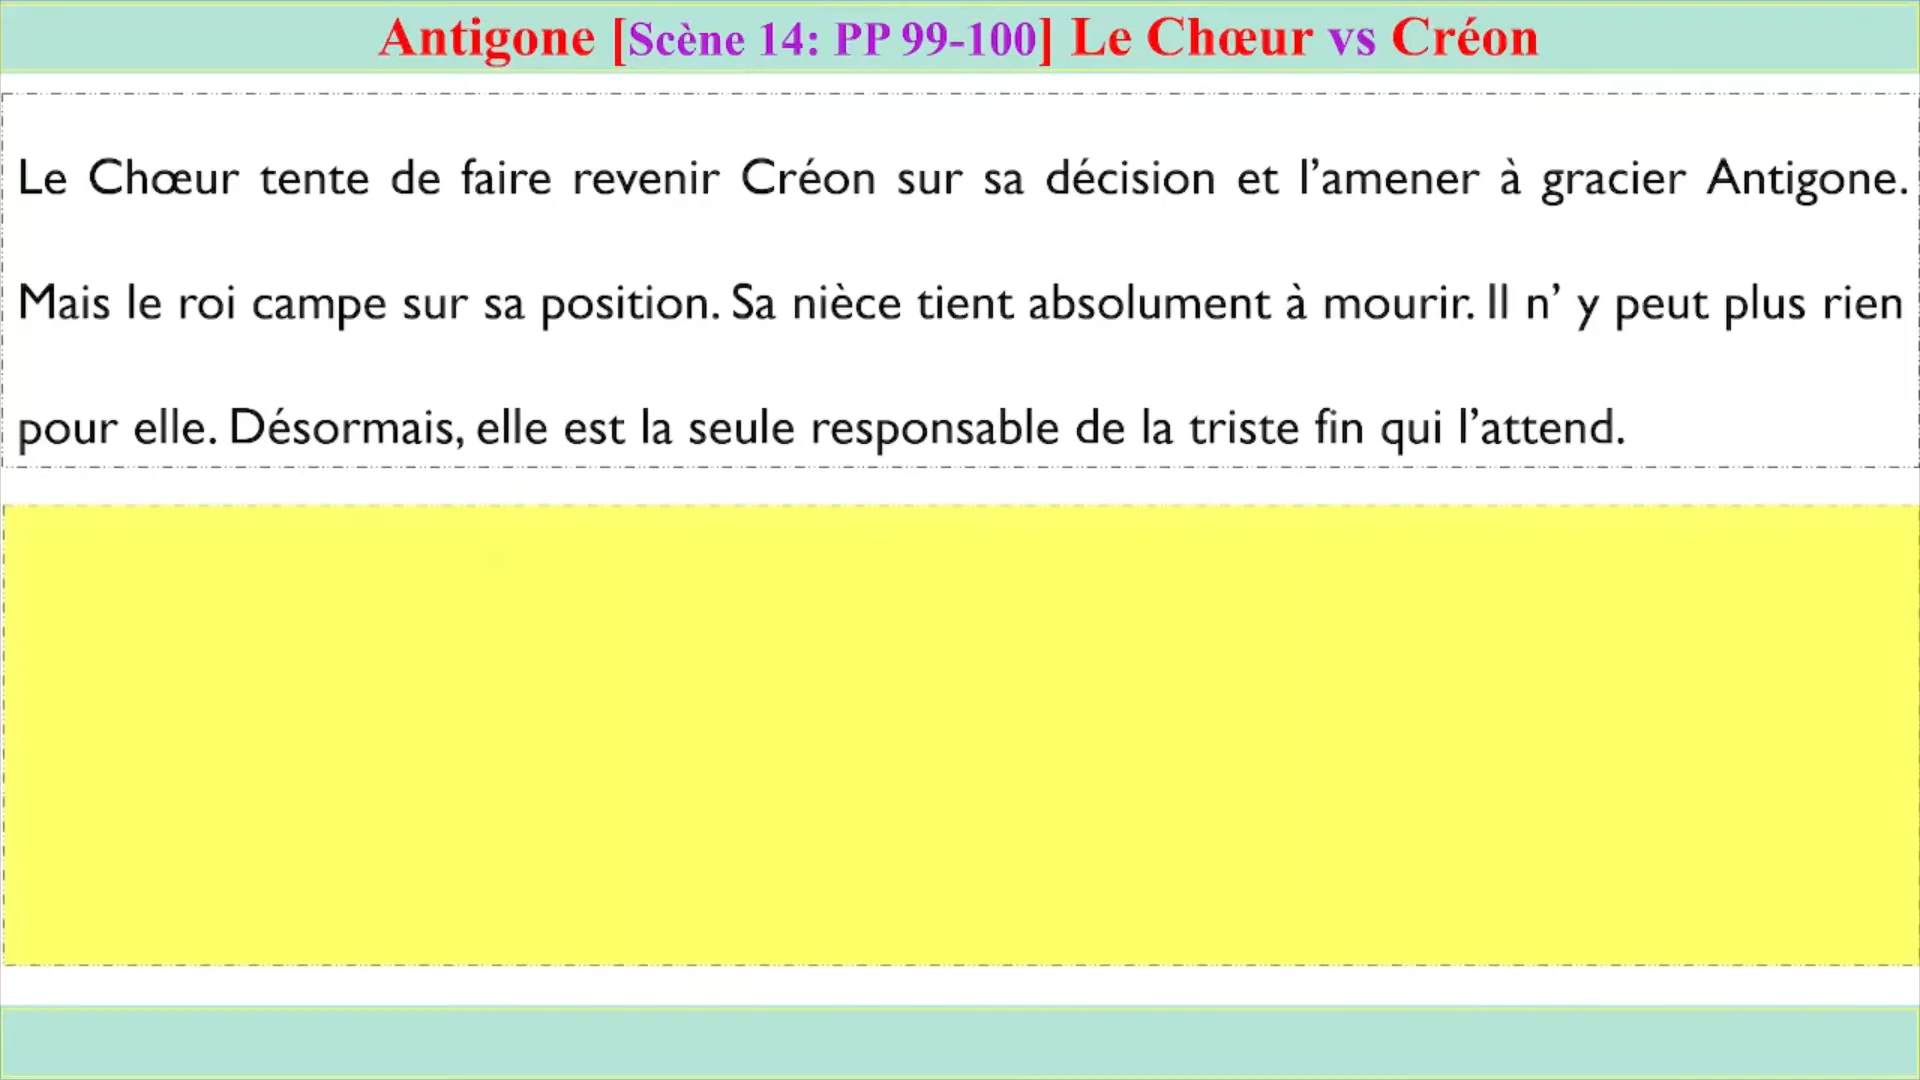 Antigone [Scène 14: PP 99-100] Le Chœur vs Créon
Le Chœur tente de faire revenir Créon sur sa décision et l’amener à gracier Antigone.
Mais le roi campe sur sa position. Sa nièce tient absolument à mourir. Il n’ y peut plus rien
pour elle. Désormais, elle est la seule responsable de la triste fin qui l’attend.